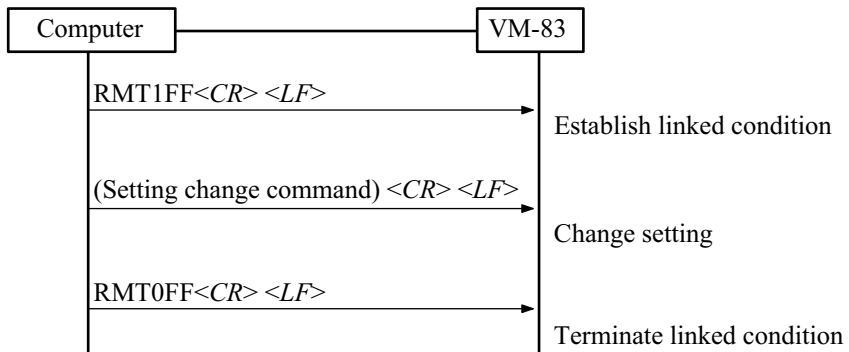 Computer
VM-83
RMT1FF<CR> <LF>
Establish linked condition
(Setting change command) <CR> <LF>
Change setting
RMT0FF<CR> <LF>
Terminate linked condition